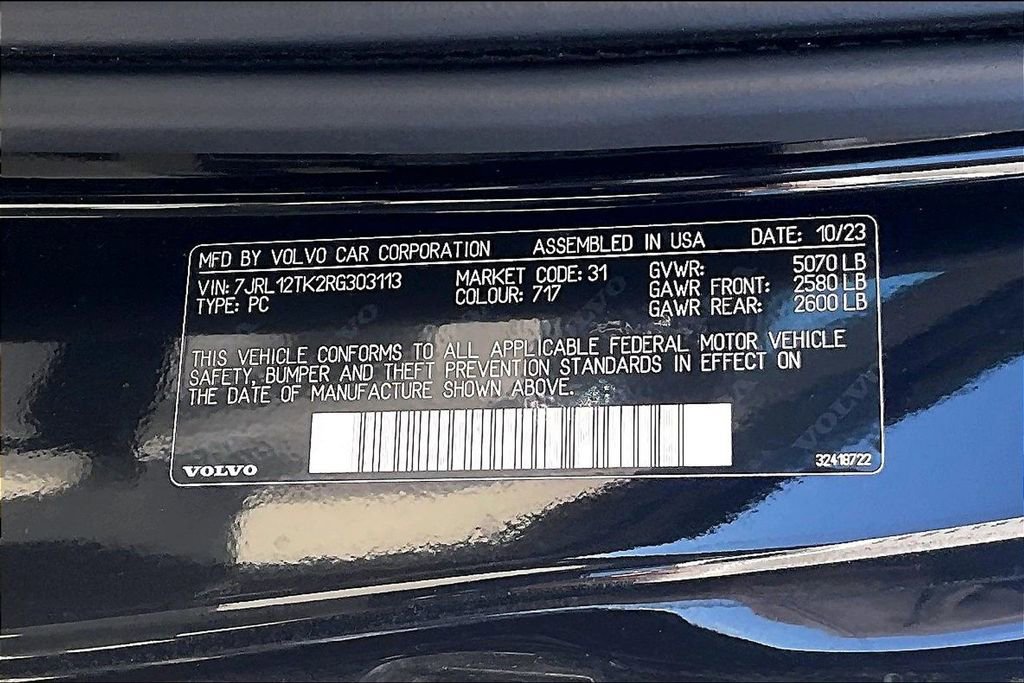 MFD BY VOLVO CAR CORPORATION ASSEMBLED IN USA DATE: 10/23
VIN: 7JRL12TK2RG303113 MARKET CODE: 31 GVWR: 5070 LB
TYPE: PC COLOUR: 717 GAWR FRONT: 2580 LB
GAWR REAR: 2600 LB
THIS VEHICLE CONFORMS TO ALL APPLICABLE FEDERAL MOTOR VEHICLE
SAFETY, BUMPER AND THEFT PREVENTION STANDARDS IN EFFECT ON
THE DATE OF MANUFACTURE SHOWN ABOVE.
VOLVO 32418722